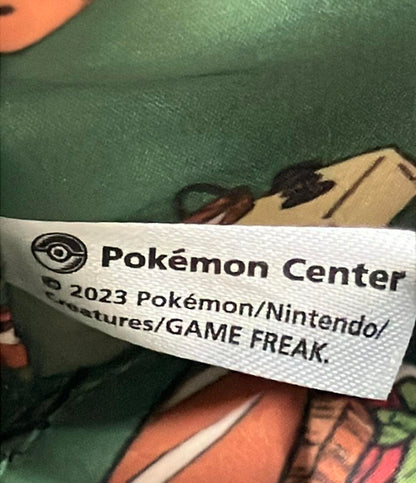 Pokémon Center
© 2023 Pokémon/Nintendo/
Creatures/GAME FREAK.